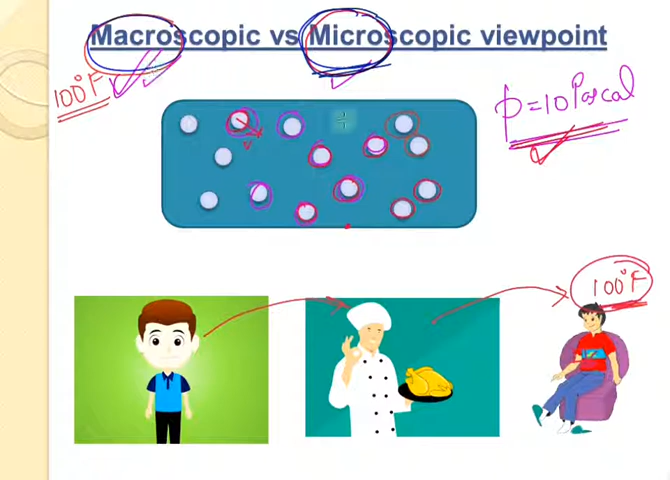 Macroscopic vs Microscopic viewpoint
100°F
p = 10 Pascal
v
100°F